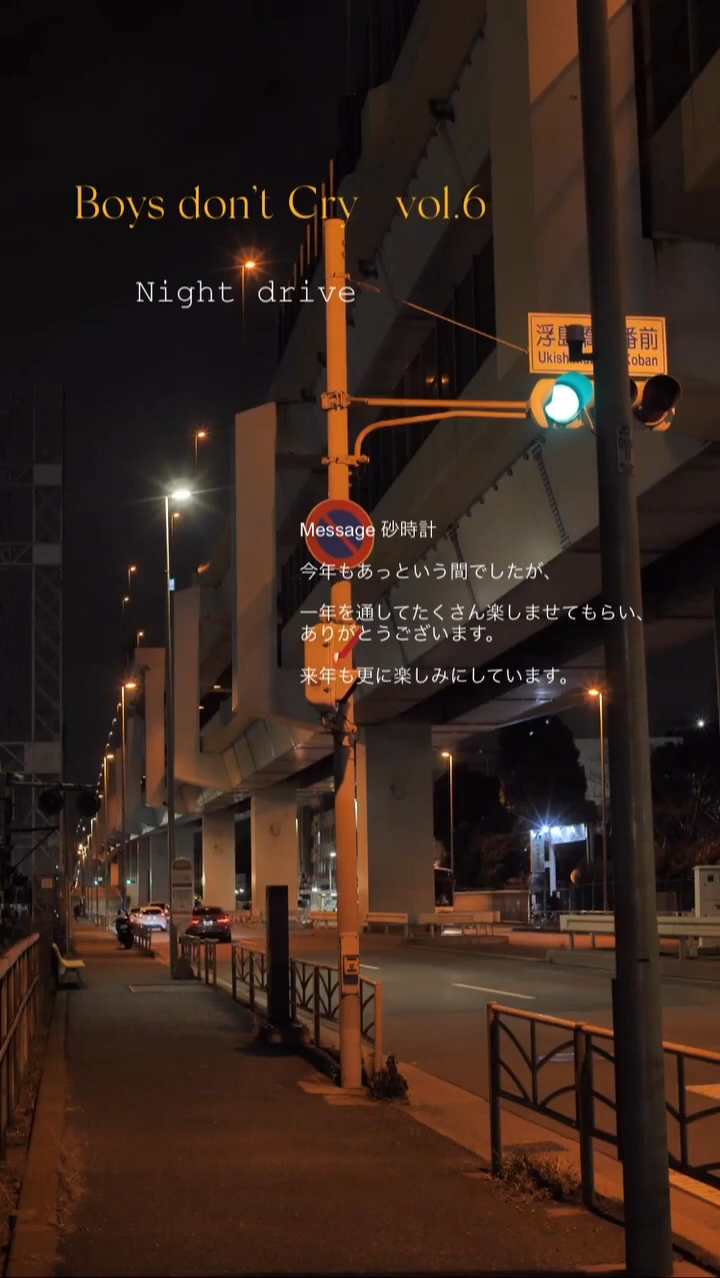 Boys don't Cry vol.6
Night drive
浮島
番前
Message 砂時計
今年もあっという間でしたが、
一年を通してたくさん楽しませてもらい、
ありがとうございます。
来年も更に楽しみにしています。